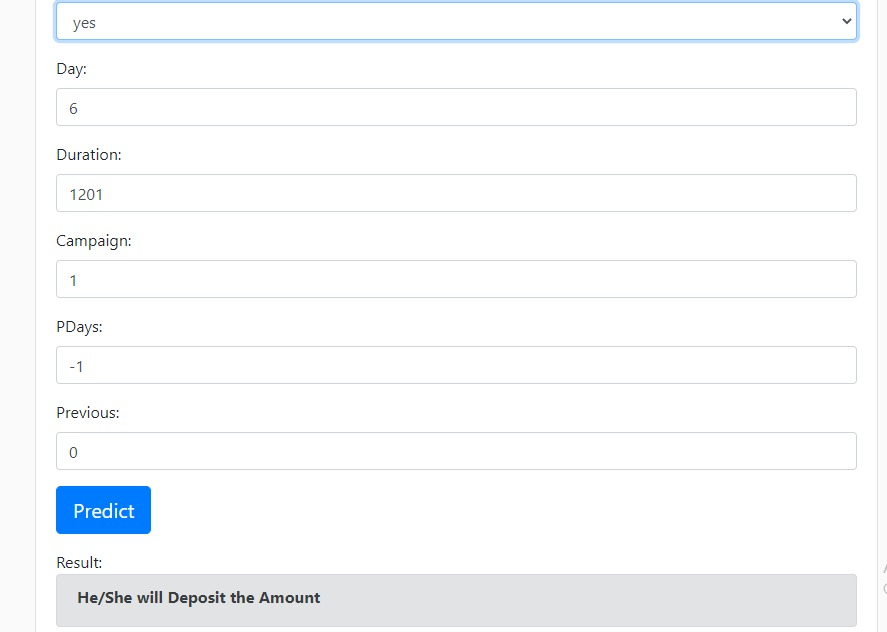 yes
Day:
6
Duration:
1201
Campaign:
1
PDays:
-1
Previous:
0
Predict
Result:
He/She will Deposit the Amount